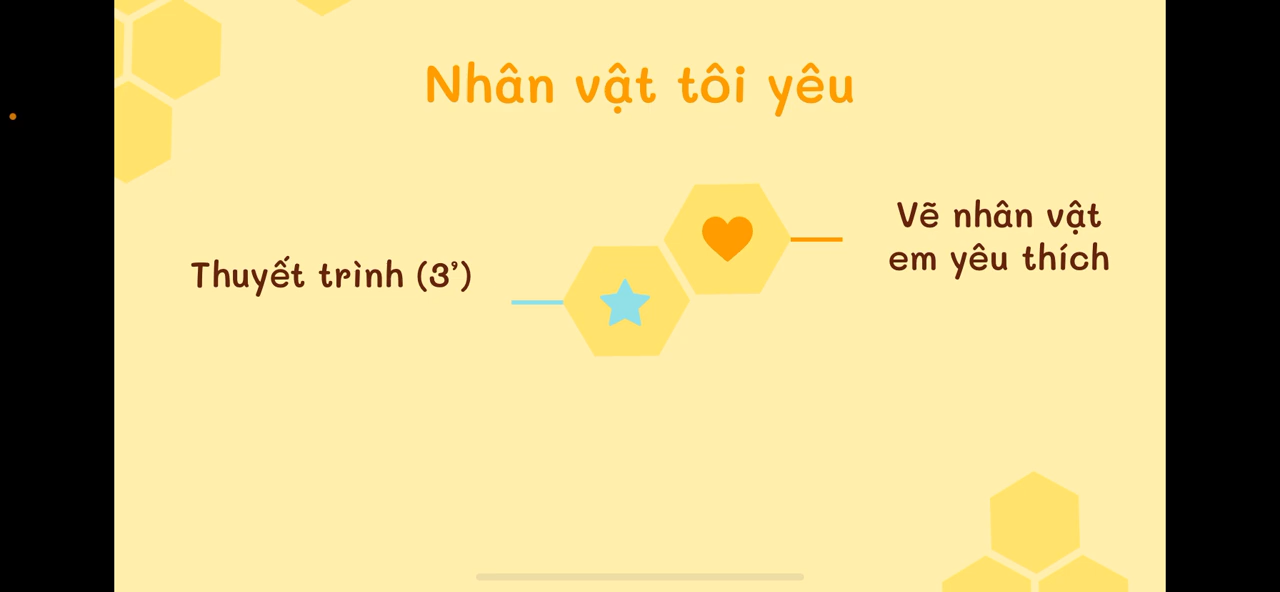 Nhân vật tôi yêu
Thuyết trình (3’)
Vẽ nhân vật
em yêu thích